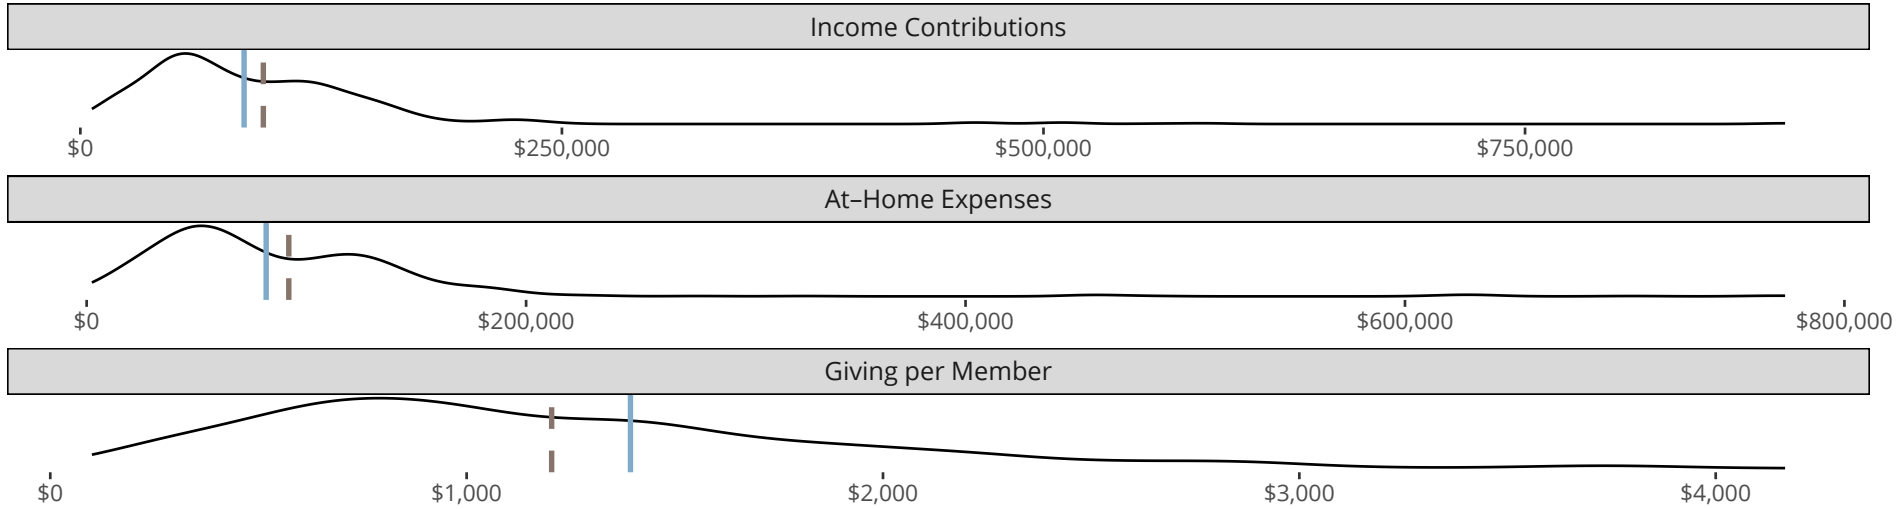 Income Contributions
$0 $250,000 $500,000 $750,000
At–Home Expenses
$0 $200,000 $400,000 $600,000 $800,000
Giving per Member
$0 $1,000 $2,000 $3,000 $4,000